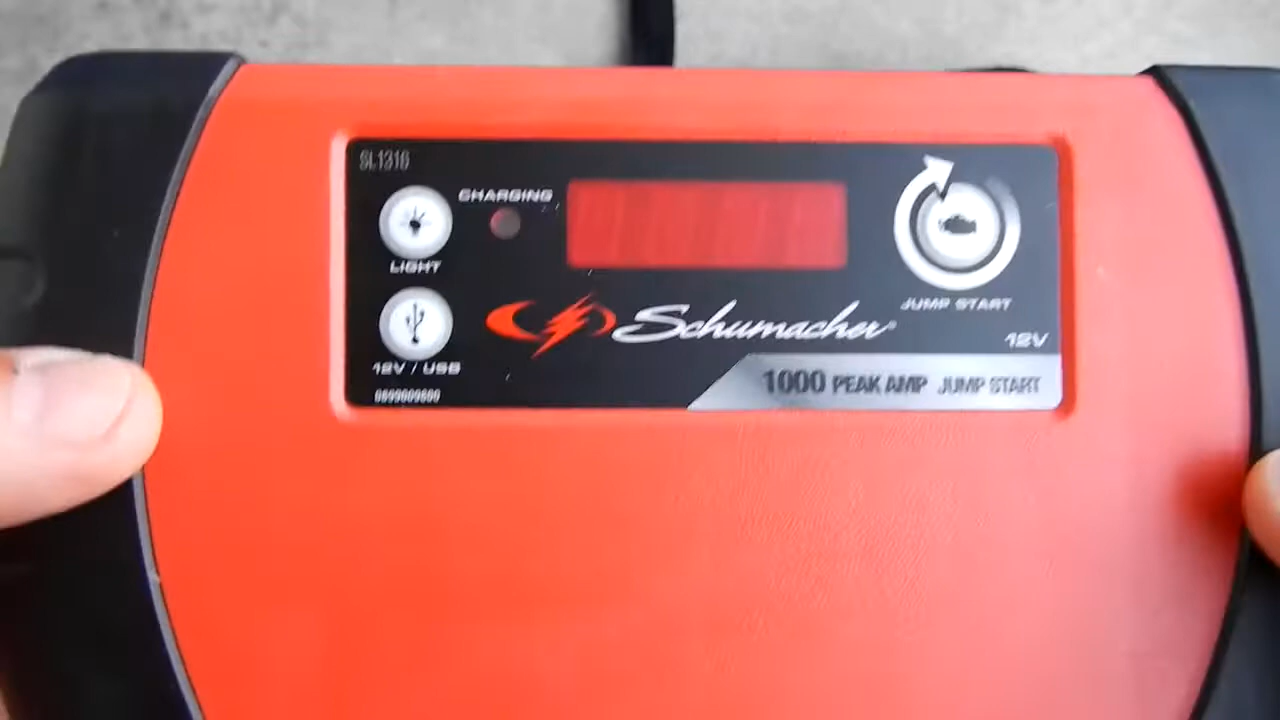 SL1316
CHARGING
LIGHT
JUMP START
Schumacher
12V
12V / USB
1000 PEAK AMP JUMP START